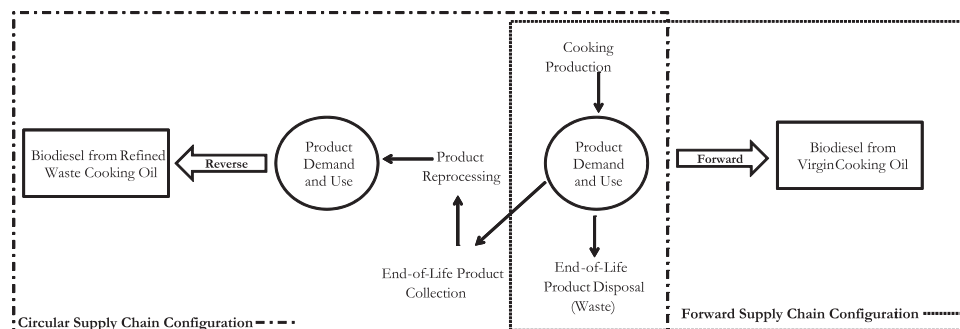 Cooking
Production
Biodiesel from Refined
Waste Cooking Oil
Reverse
Product
Demand
and Use
Product
Reprocessing
Product
Demand
and Use
Forward
Biodiesel from
VirginCooking Oil
End-of-Life Product
Collection
End-of-Life
Product Disposal
(Waste)
Circular Supply Chain Configuration
Forward Supply Chain Configuration